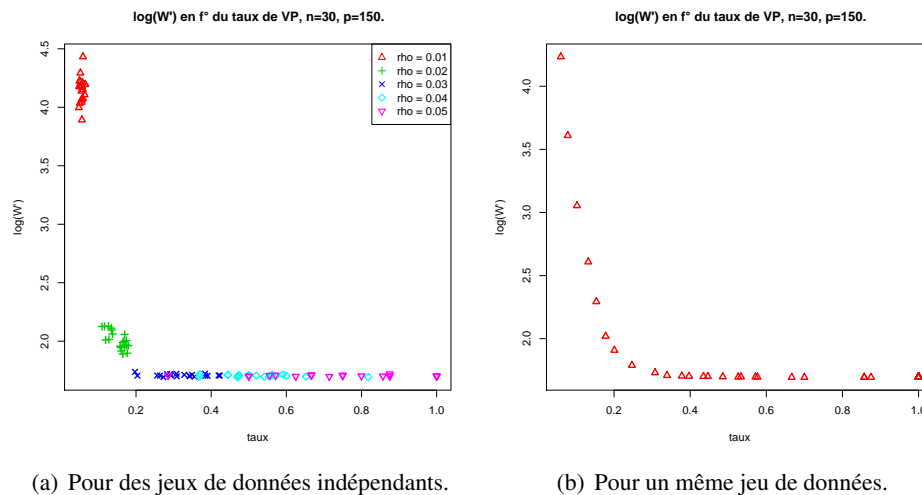 log(W') en f° du taux de VP, n=30, p=150.
4.5
4.0
3.5
3.0
2.5
2.0
log(W')
rho = 0.01
rho = 0.02
rho = 0.03
rho = 0.04
rho = 0.05
0.2 0.4 0.6 0.8 1.0
taux
(a) Pour des jeux de données indépendants.
log(W') en f° du taux de VP, n=30, p=150.
4.0
3.5
3.0
2.5
2.0
log(W')
0.2 0.4 0.6 0.8 1.0
taux
(b) Pour un même jeu de données.